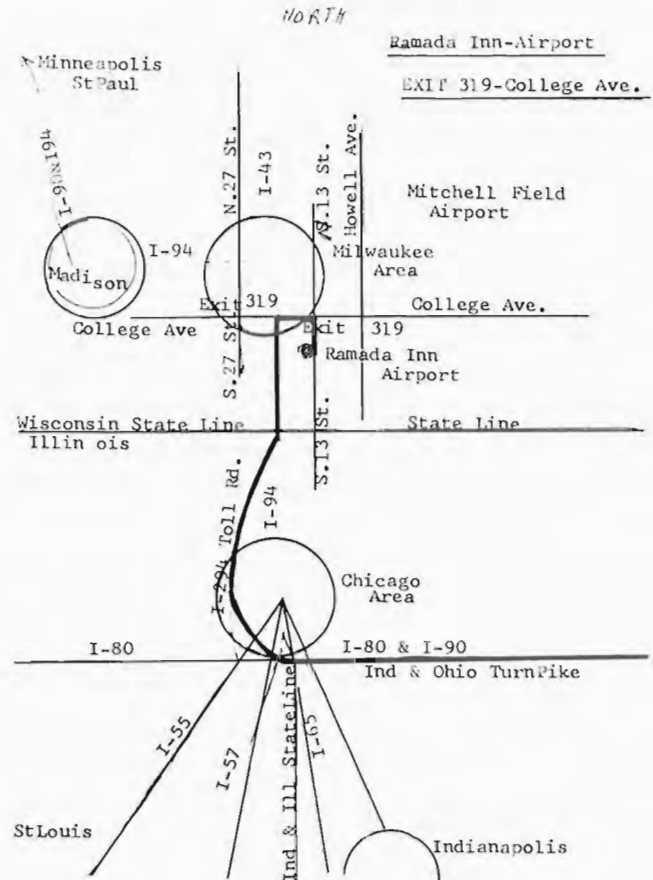 NORTH
Ramada Inn-Airport
EXIT 319-College Ave.
Minneapolis
StPaul
I-90NI94
N.27 St.
I-43
S.13 St.
N
Howell Ave.
Mitchell Field
Airport
I-94
Madison
Milwaukee
Area
Exit 319
College Ave.
College Ave
Exit 319
S.27 St.
Ramada Inn
Airport
S.13 St.
Wisconsin State Line
State Line
Illin ois
I-294 Toll Rd.
I-94
Chicago
Area
I-80
I-80 & I-90
Ind & Ohio TurnPike
I-55
I-57
Ind & Ill StateLine
I-65
StLouis
Indianapolis